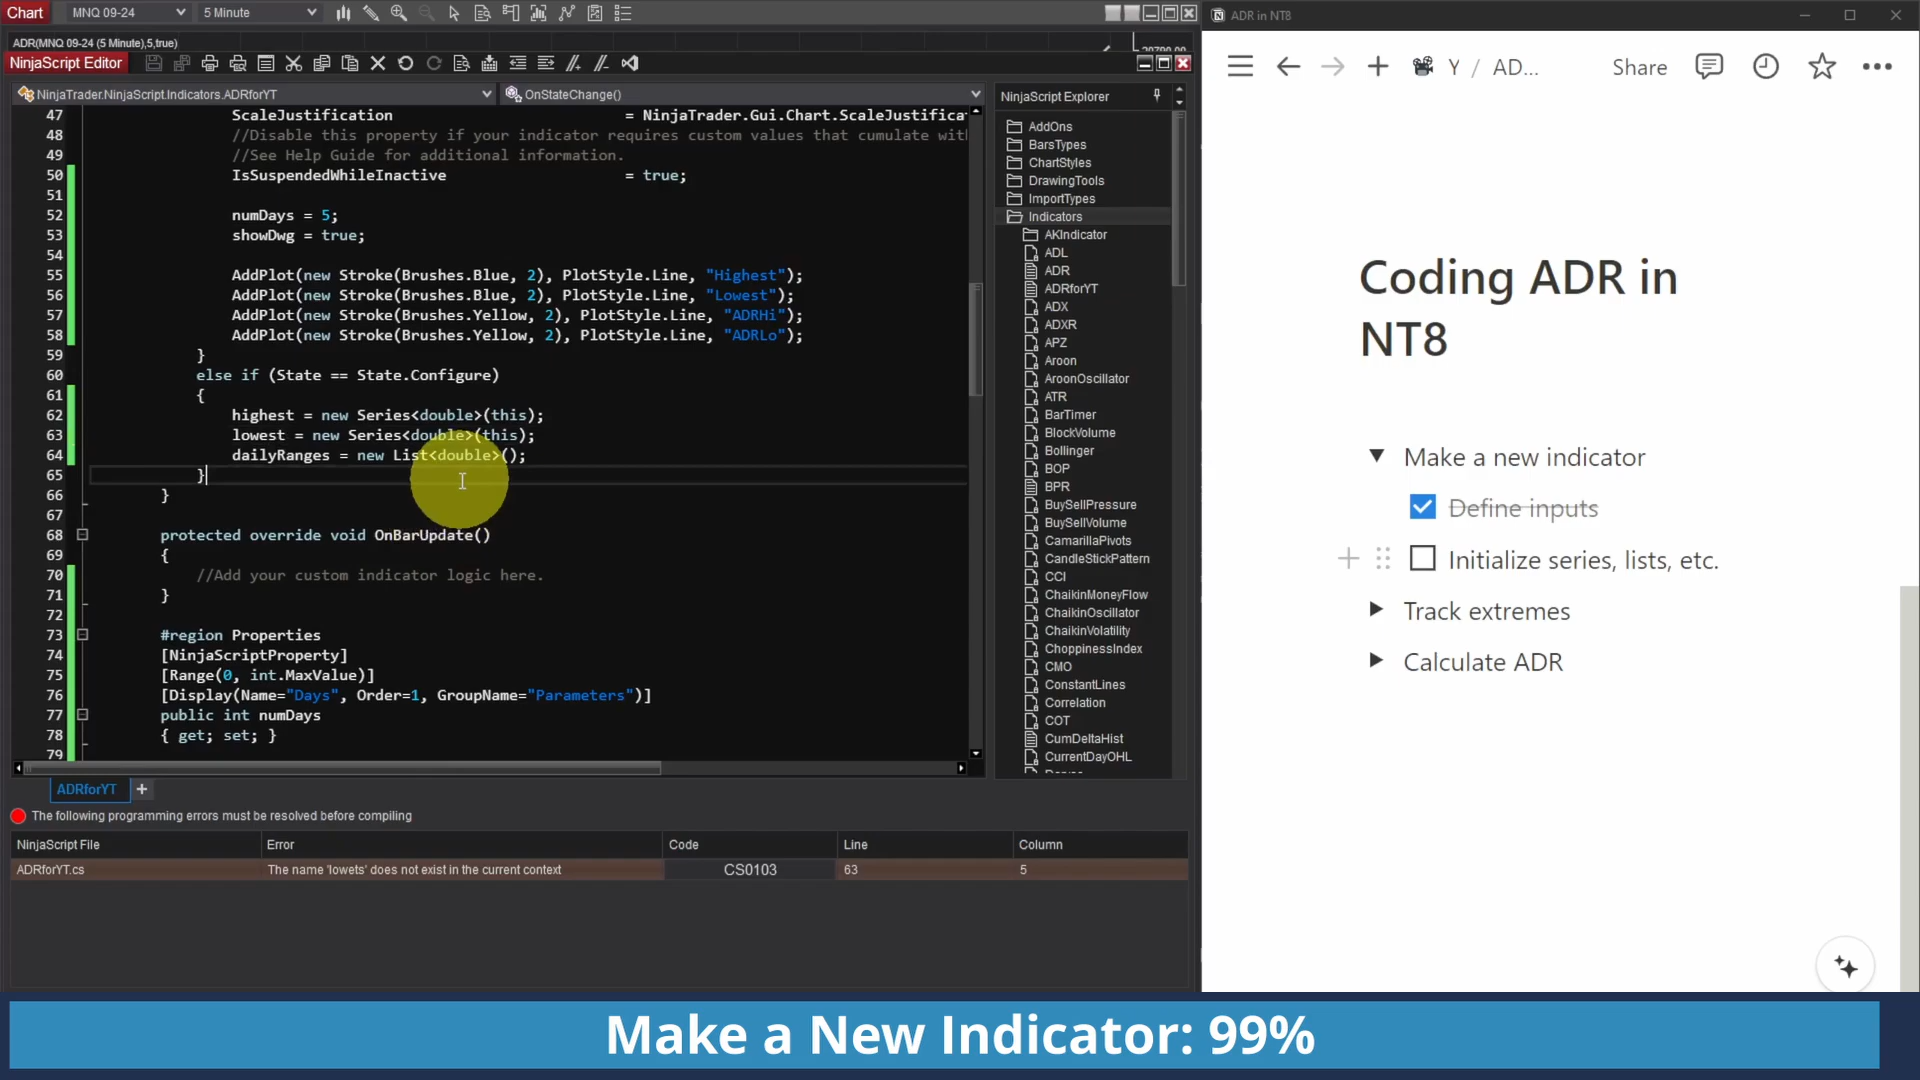 Chart MNQ 09-24 5 Minute
ADR(MNQ 09-24 (5 Minute),5,true)
NinjaScript Editor
NinjaTrader.NinjaScript.Indicators.ADRforYT OnStateChange()
47 ScaleJustification = NinjaTrader.Gui.Chart.ScaleJustifica
48 //Disable this property if your indicator requires custom values that cumulate wit
49 //See Help Guide for additional information.
50 IsSuspendedWhileInactive = true;
51
52 numDays = 5;
53 showDwg = true;
54
55 AddPlot(new Stroke(Brushes.Blue, 2), PlotStyle.Line, "Highest");
56 AddPlot(new Stroke(Brushes.Blue, 2), PlotStyle.Line, "Lowest");
57 AddPlot(new Stroke(Brushes.Yellow, 2), PlotStyle.Line, "ADRHi");
58 AddPlot(new Stroke(Brushes.Yellow, 2), PlotStyle.Line, "ADRLo");
59 }
60 else if (State == State.Configure)
61 {
62 highest = new Series<double>(this);
63 lowest = new Series<double>(this);
64 dailyRanges = new List<double>();
65 }
66 }
67
68 protected override void OnBarUpdate()
69 {
70 //Add your custom indicator logic here.
71 }
72
73 #region Properties
74 [NinjaScriptProperty]
75 [Range(0, int.MaxValue)]
76 [Display(Name="Days", Order=1, GroupName="Parameters")]
77 public int numDays
78 { get; set; }
79
NinjaScript Explorer
AddOns
BarsTypes
ChartStyles
DrawingTools
ImportTypes
Indicators
AKIndicator
ADL
ADR
ADRforYT
ADX
ADXR
APZ
Aroon
AroonOscillator
ATR
BarTimer
BlockVolume
Bollinger
BOP
BPR
BuySellPressure
BuySellVolume
CamarillaPivots
CandleStickPattern
CCI
ChaikinMoneyFlow
ChaikinOscillator
ChaikinVolatility
ChoppinessIndex
CMO
ConstantLines
Correlation
COT
CumDeltaHist
CurrentDayOHL
ADRforYT +
The following programming errors must be resolved before compiling
NinjaScript File Error Code Line Column
ADRforYT.cs The name 'lowets' does not exist in the current context CS0103 63 5
ADR in NT8
Y / AD... Share
Coding ADR in
NT8
Make a new indicator
Define inputs
Initialize series, lists, etc.
Track extremes
Calculate ADR
Make a New Indicator: 99%